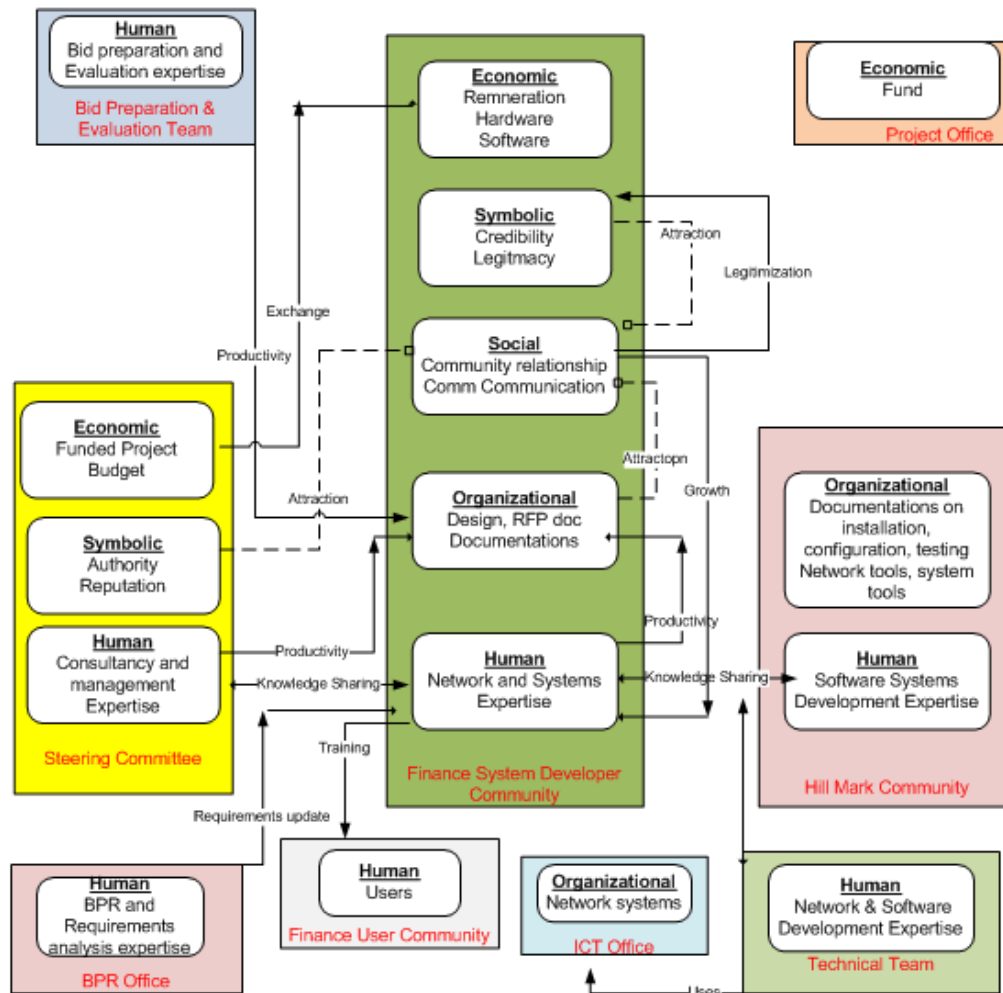 Human
Bid preparation and
Evaluation expertise
Bid Preparation &
Evaluation Team
Economic
Remneration
Hardware
Software
Economic
Fund
Project Office
Symbolic
Credibility
Legitmacy
Attraction
Legitimization
Exchange
Productivity
Social
Community relationship
Comm Communication
Economic
Funded Project
Budget
Attractopn
Growth
Attraction
Organizational
Design, RFP doc
Documentations
Organizational
Documentations on
installation,
configuration, testing
Network tools, system
tools
Symbolic
Authority
Reputation
Productivity
Human
Consultancy and
management
Expertise
Productivity
Knowledge Sharing
Human
Network and Systems
Expertise
Knowledge Sharing
Human
Software Systems
Development Expertise
Steering Committee
Training
Finance System Developer
Community
Hill Mark Community
Requirements update
Human
BPR and
Requirements
analysis expertise
BPR Office
Human
Users
Finance User Community
Organizational
Network systems
ICT Office
Human
Network & Software
Development Expertise
Technical Team
Uses